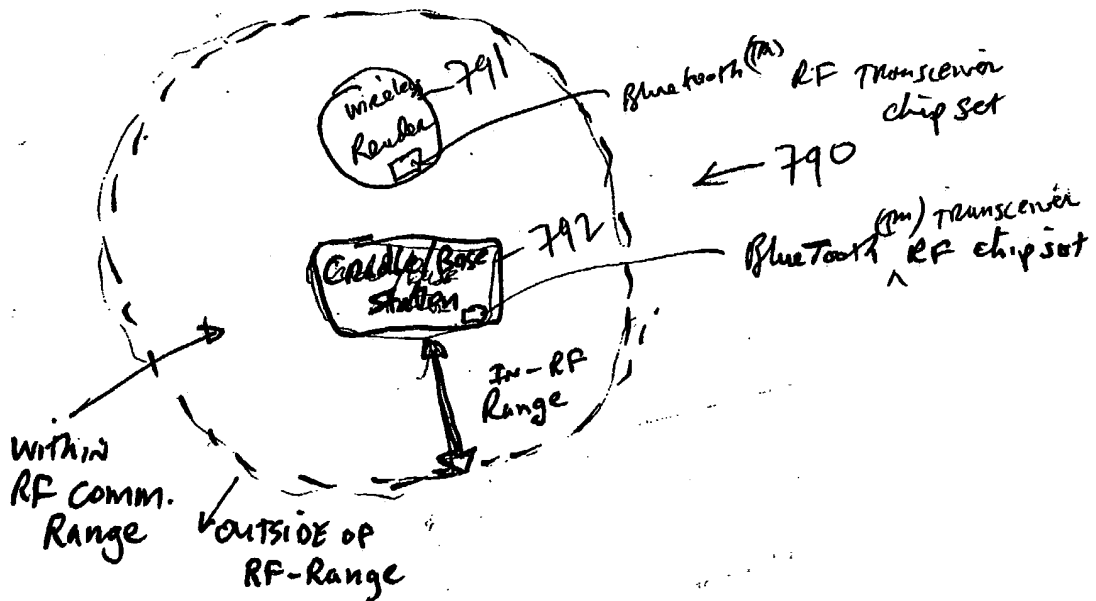 Wireless
Reader
791
Bluetooth (TM) RF Transceiver
chip set
790
Cradle/Base
Station
792
BlueTooth (TM) RF Transceiver chip set
In-RF
Range
Within
RF Comm.
Range
Outside of
RF-Range